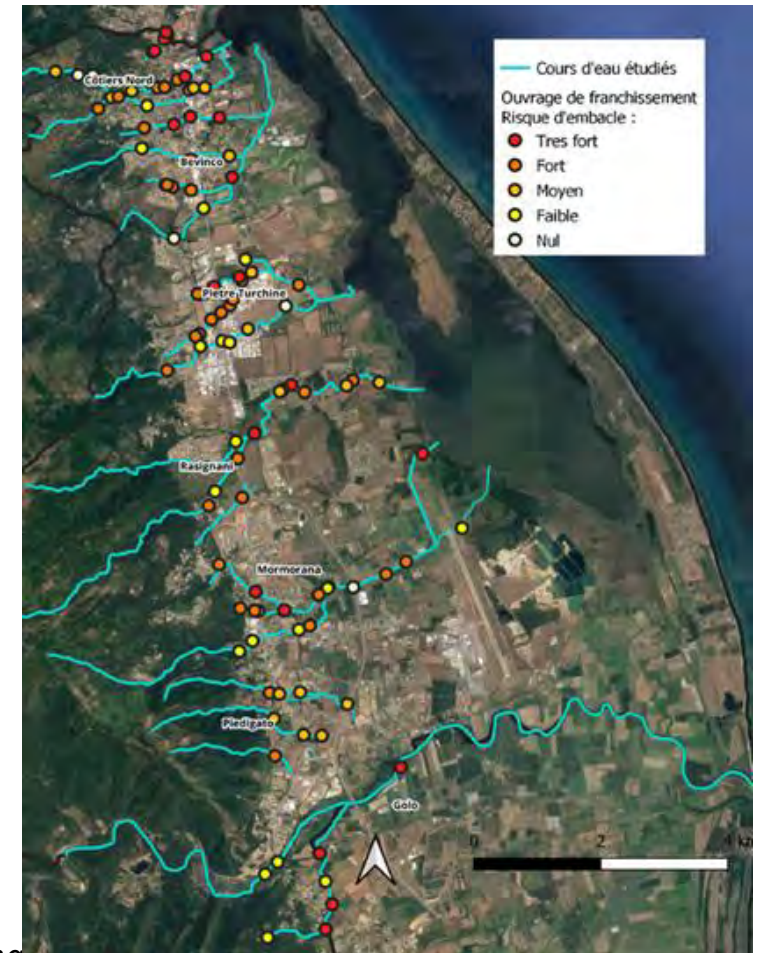 Cours d'eau étudiés
Ouvrage de franchissement
Risque d'embacle :
Tres fort
Fort
Moyen
Faible
Nul
Côtiers Nord
Bevinco
Pietre Turchine
Rasignani
Mormorana
Piedigato
Golo
0 2 4 km